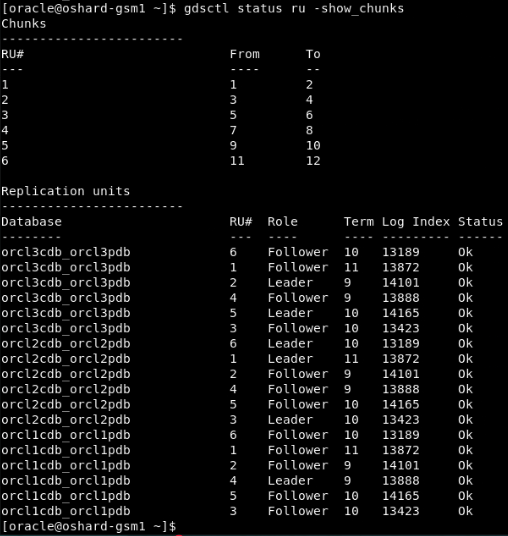 [oracle@oshard-gsm1 ~]$ gdsctl status ru -show_chunks
Chunks
------------------------
RU#                           From      To
---                           ----      --
1                             1         2
2                             3         4
3                             5         6
4                             7         8
5                             9         10
6                             11        12

Replication units
------------------------
Database                      RU#  Role      Term Log Index Status
--------                      ---  ----      ---- --------- ------
orcl3cdb_orcl3pdb             6    Follower  10   13189     Ok
orcl3cdb_orcl3pdb             1    Follower  11   13872     Ok
orcl3cdb_orcl3pdb             2    Leader    9    14101     Ok
orcl3cdb_orcl3pdb             4    Follower  9    13888     Ok
orcl3cdb_orcl3pdb             5    Leader    10   14165     Ok
orcl3cdb_orcl3pdb             3    Follower  10   13423     Ok
orcl2cdb_orcl2pdb             6    Leader    10   13189     Ok
orcl2cdb_orcl2pdb             1    Leader    11   13872     Ok
orcl2cdb_orcl2pdb             2    Follower  9    14101     Ok
orcl2cdb_orcl2pdb             4    Follower  9    13888     Ok
orcl2cdb_orcl2pdb             5    Follower  10   14165     Ok
orcl2cdb_orcl2pdb             3    Leader    10   13423     Ok
orcl1cdb_orcl1pdb             6    Follower  10   13189     Ok
orcl1cdb_orcl1pdb             1    Follower  11   13872     Ok
orcl1cdb_orcl1pdb             2    Follower  9    14101     Ok
orcl1cdb_orcl1pdb             4    Leader    9    13888     Ok
orcl1cdb_orcl1pdb             5    Follower  10   14165     Ok
orcl1cdb_orcl1pdb             3    Follower  10   13423     Ok
[oracle@oshard-gsm1 ~]$